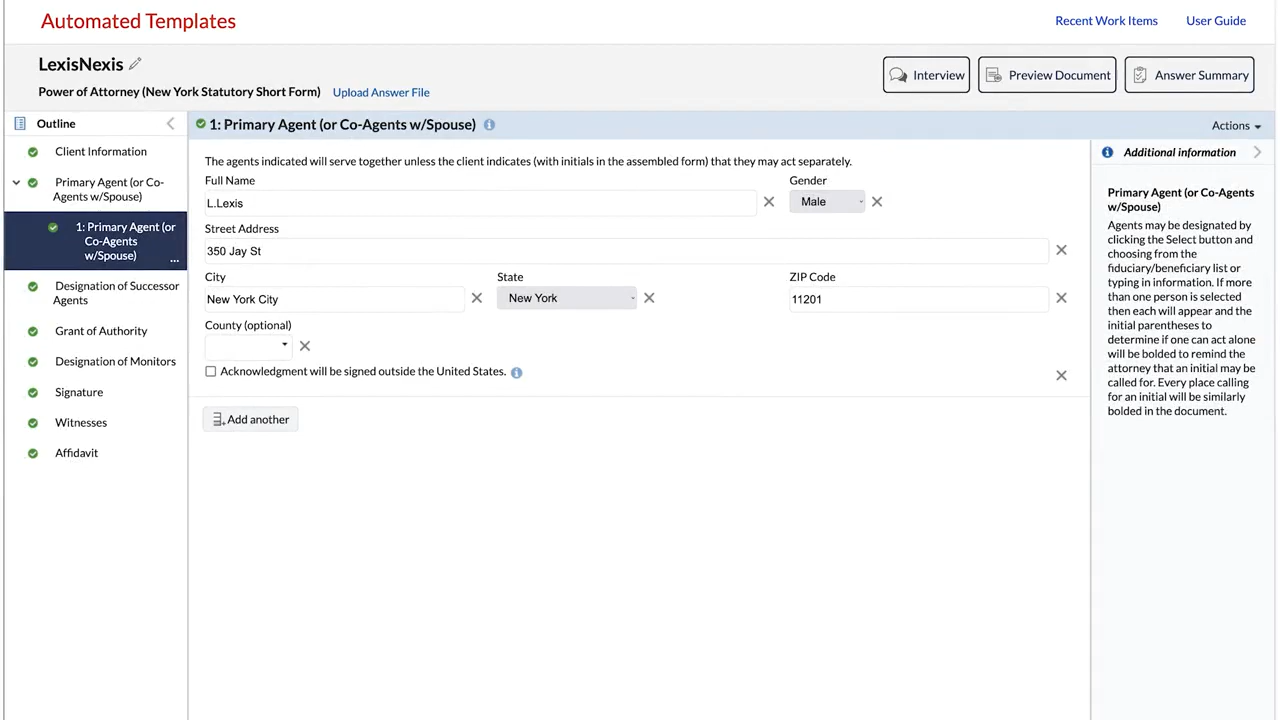 Automated Templates
Recent Work Items
User Guide
LexisNexis
Power of Attorney (New York Statutory Short Form)
Upload Answer File
Interview
Preview Document
Answer Summary
Outline
Client Information
Primary Agent (or Co-
Agents w/Spouse)
1: Primary Agent (or
Co-Agents
w/Spouse)
...
Designation of Successor
Agents
Grant of Authority
Designation of Monitors
Signature
Witnesses
Affidavit
1: Primary Agent (or Co-Agents w/Spouse)
Actions
The agents indicated will serve together unless the client indicates (with initials in the assembled form) that they may act separately.
Full Name
Gender
L.Lexis
Male
Street Address
350 Jay St
City
State
ZIP Code
New York City
New York
11201
County (optional)
Acknowledgment will be signed outside the United States.
Add another
Additional information
Primary Agent (or Co-Agents
w/Spouse)
Agents may be designated by
clicking the Select button and
choosing from the
fiduciary/beneficiary list or
typing in information. If more
than one person is selected
then each will appear and the
initial parentheses to
determine if one can act alone
will be bolded to remind the
attorney that an initial may be
called for. Every place calling
for an initial will be similarly
bolded in the document.